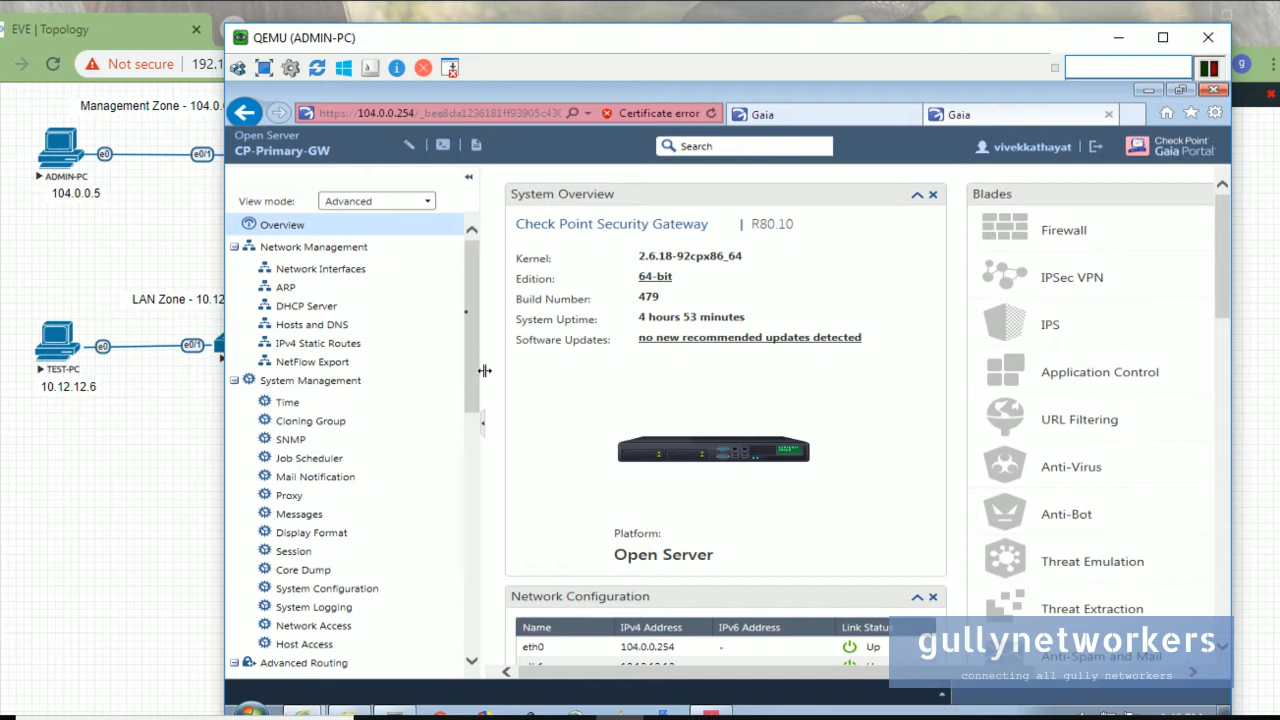 EVE | Topology
Not secure
192.1
Management Zone - 104.0.
e0
e0/1
ADMIN-PC
104.0.0.5
LAN Zone - 10.12
e0
e0/1
TEST-PC
10.12.12.6
QEMU (ADMIN-PC)
https://104.0.0.254/_bee8da1236181ff93905c43
Certificate error
Gaia
Gaia
g
Open Server
CP-Primary-GW
Search
vivekkathayat
Check Point
Gaia Portal
View mode:
Advanced
Overview
Network Management
Network Interfaces
ARP
DHCP Server
Hosts and DNS
IPv4 Static Routes
NetFlow Export
System Management
Time
Cloning Group
SNMP
Job Scheduler
Mail Notification
Proxy
Messages
Display Format
Session
Core Dump
System Configuration
System Logging
Network Access
Host Access
Advanced Routing
System Overview
Check Point Security Gateway | R80.10
Kernel: 2.6.18-92cpx86_64
Edition: 64-bit
Build Number: 479
System Uptime: 4 hours 53 minutes
Software Updates: no new recommended updates detected
Platform:
Open Server
Network Configuration
Name IPv4 Address IPv6 Address Link Status
eth0 104.0.0.254 - Up
Blades
Firewall
IPSec VPN
IPS
Application Control
URL Filtering
Anti-Virus
Anti-Bot
Threat Emulation
Threat Extraction
Anti-Spam and Mail
gullynetworkers
connecting all gully networkers